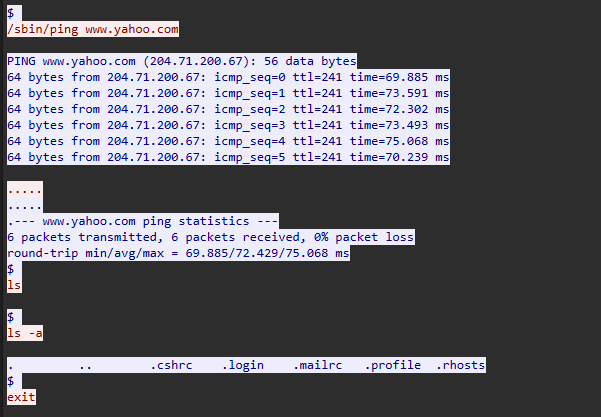 $
/sbin/ping www.yahoo.com
PING www.yahoo.com (204.71.200.67): 56 data bytes
64 bytes from 204.71.200.67: icmp_seq=0 ttl=241 time=69.885 ms
64 bytes from 204.71.200.67: icmp_seq=1 ttl=241 time=73.591 ms
64 bytes from 204.71.200.67: icmp_seq=2 ttl=241 time=72.302 ms
64 bytes from 204.71.200.67: icmp_seq=3 ttl=241 time=73.493 ms
64 bytes from 204.71.200.67: icmp_seq=4 ttl=241 time=75.068 ms
64 bytes from 204.71.200.67: icmp_seq=5 ttl=241 time=70.239 ms
.....
.....
.--- www.yahoo.com ping statistics ---
6 packets transmitted, 6 packets received, 0% packet loss
round-trip min/avg/max = 69.885/72.429/75.068 ms
$
ls
$
ls -a
.         ..        .cshrc    .login    .mailrc   .profile  .rhosts
$
exit